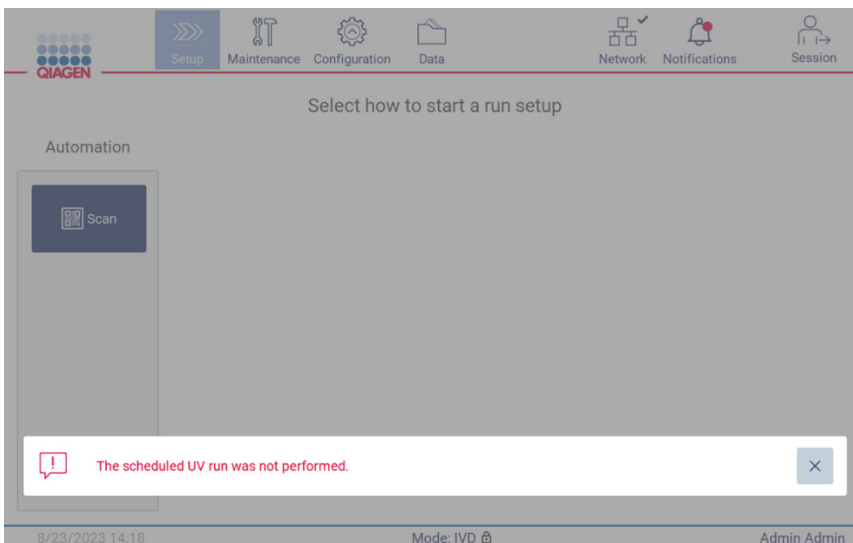 QIAGEN
Setup
Maintenance
Configuration
Data
Network
Notifications
Session
Select how to start a run setup
Automation
Scan
The scheduled UV run was not performed.
8/23/2023 14:18
Mode: IVD
Admin Admin